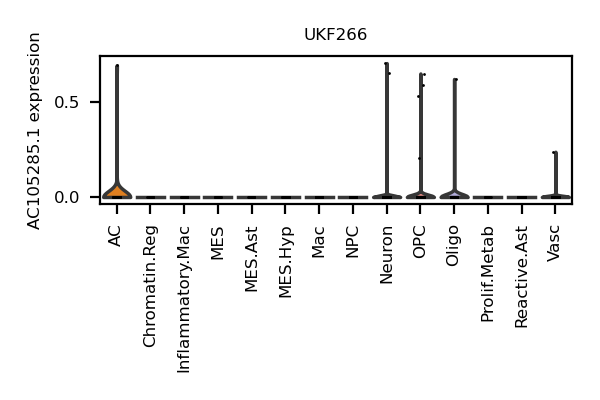 UKF266
AC105285.1 expression
0.5
0.0
AC
Chromatin.Reg
Inflammatory.Mac
MES
MES.Ast
MES.Hyp
Mac
NPC
Neuron
OPC
Oligo
Prolif.Metab
Reactive.Ast
Vasc